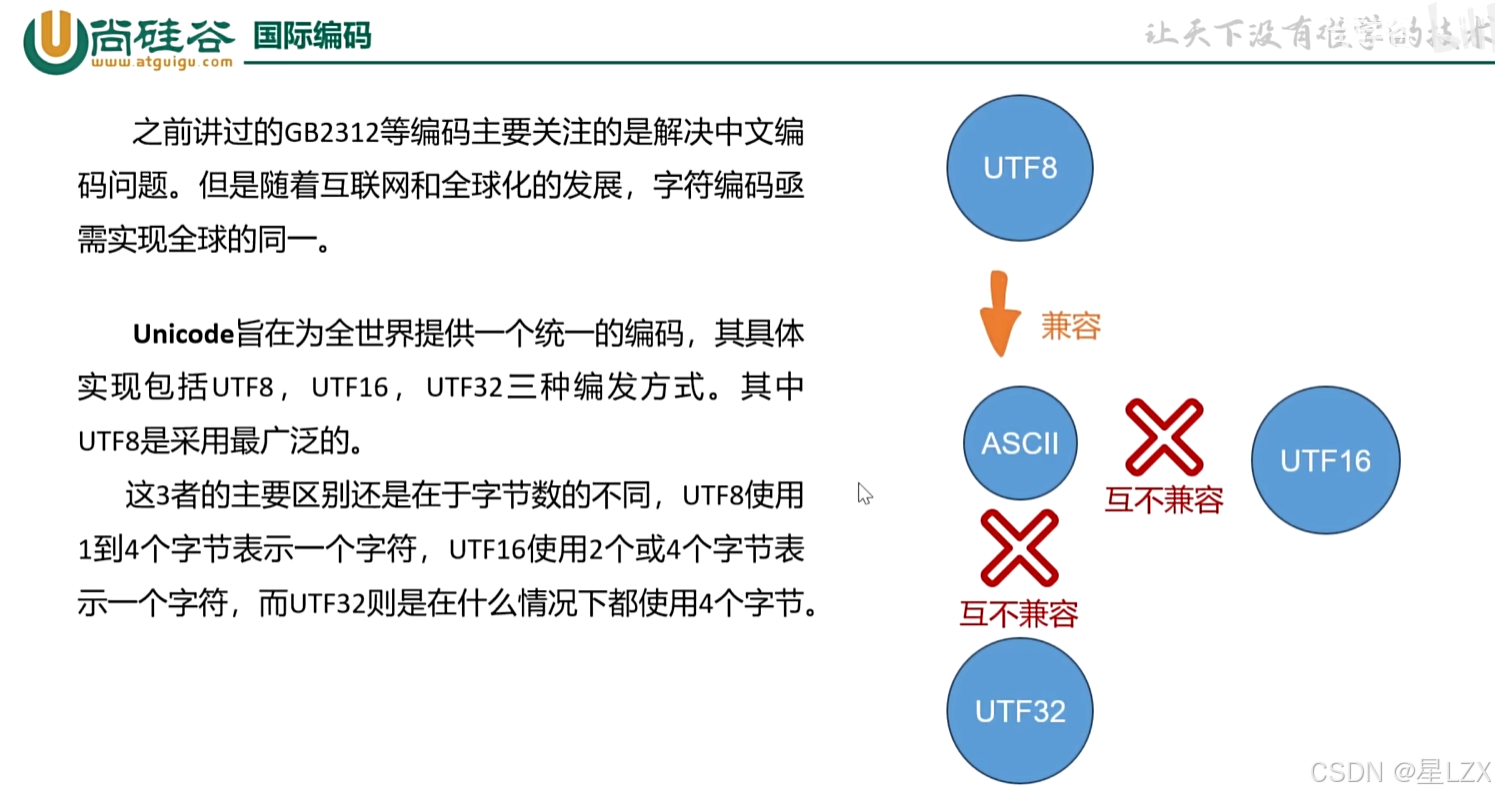 尚硅谷
www.atguigu.com
国际编码
让天下没有难学的技术
之前讲过的GB2312等编码主要关注的是解决中文编
码问题。但是随着互联网和全球化的发展，字符编码亟
需实现全球的同一。
Unicode旨在为全世界提供一个统一的编码，其具体
实现包括UTF8，UTF16，UTF32三种编发方式。其中
UTF8是采用最广泛的。
这3者的主要区别还是在于字节数的不同，UTF8使用
1到4个字节表示一个字符，UTF16使用2个或4个字节表
示一个字符，而UTF32则是在什么情况下都使用4个字节。
UTF8
兼容
ASCII
互不兼容
UTF16
互不兼容
UTF32
CSDN @星LZX